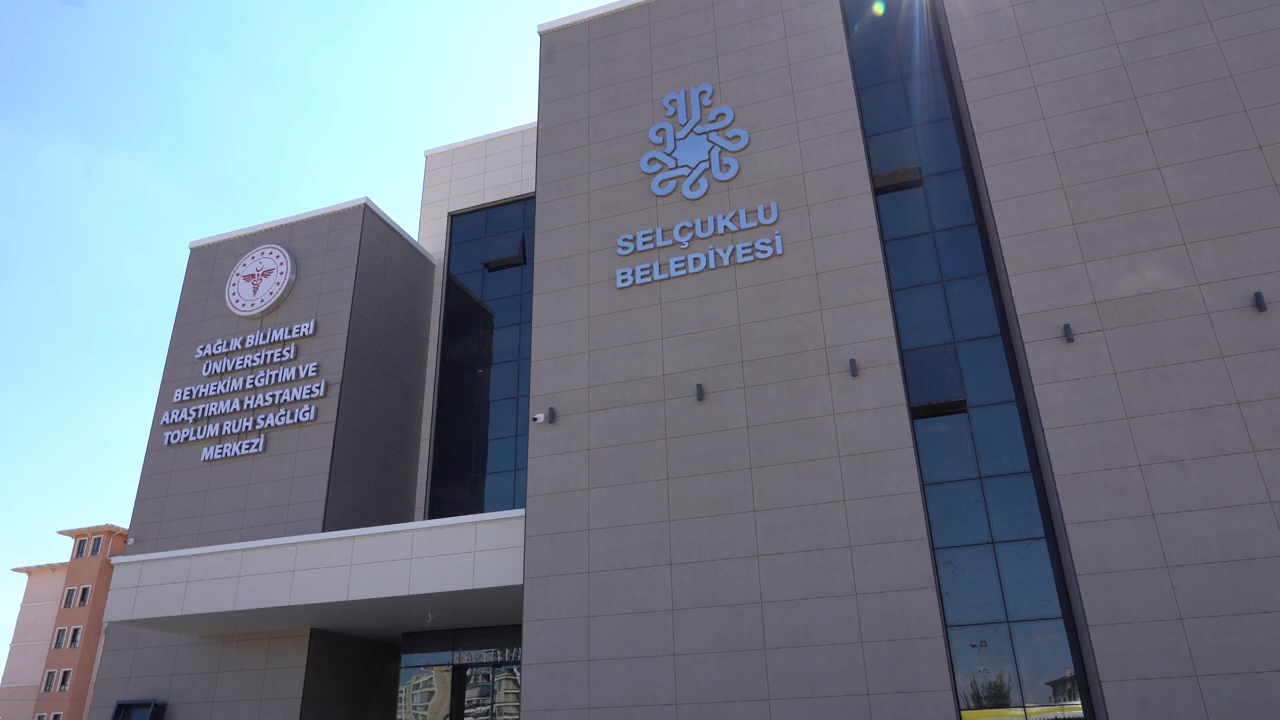 SAĞLIK BİLİMLERİ
ÜNİVERSİTESİ
BEYHEKİM EĞİTİM VE
ARAŞTIRMA HASTANESİ
TOPLUM RUH SAĞLIĞI
MERKEZİ
SELÇUKLU
BELEDİYESİ